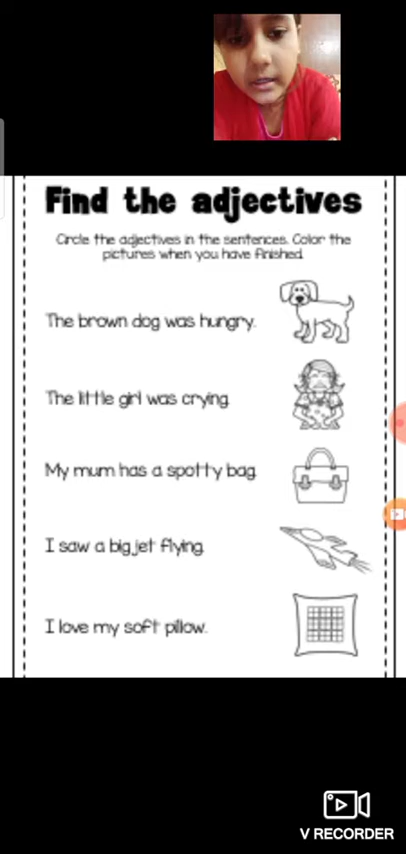 Find the adjectives
Circle the adjectives in the sentences. Color the
pictures when you have finished.
The brown dog was hungry.
The little girl was crying.
My mum has a spotty bag.
I saw a big jet flying.
I love my soft pillow.
V RECORDER